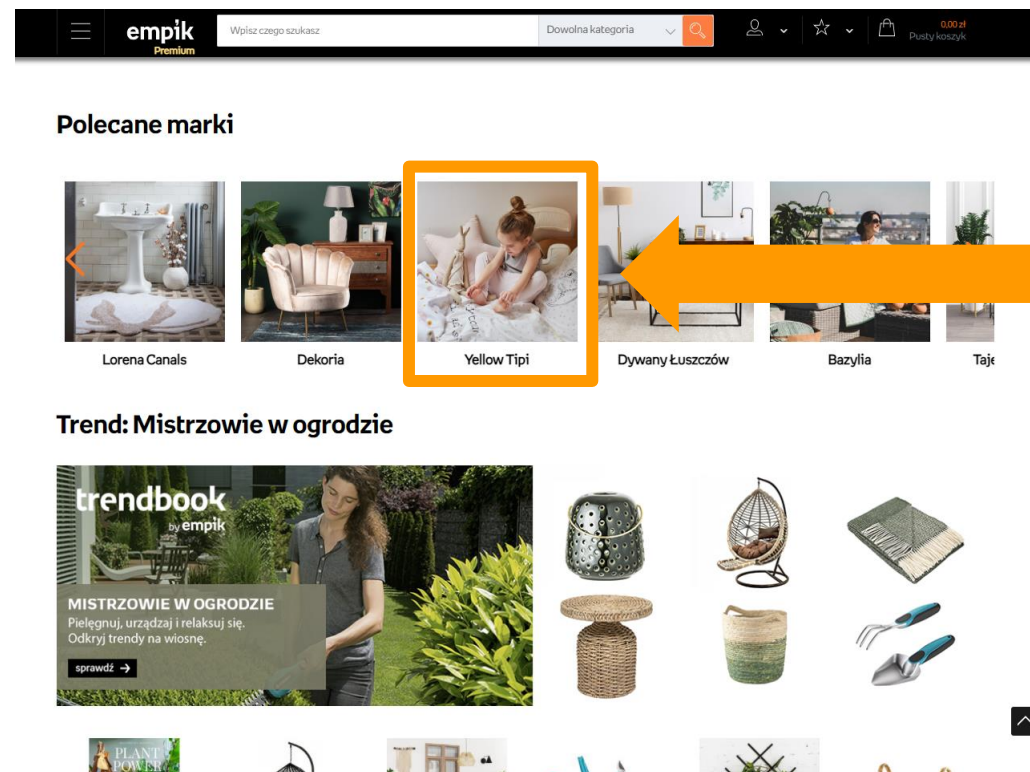 empik
Premium
Wpisz czego szukasz
Dowolna kategoria
0,00 zł
Pusty koszyk
Polecane marki
Lorena Canals
Dekoria
Yellow Tipi
Dywany Łuszczów
Bazylia
Taje
Trend: Mistrzowie w ogrodzie
trendbook
by empik
MISTRZOWIE W OGRODZIE
Pielęgnuj, urządzaj i relaksuj się.
Odkryj trendy na wiosnę.
sprawdź →
PLANT
POWER